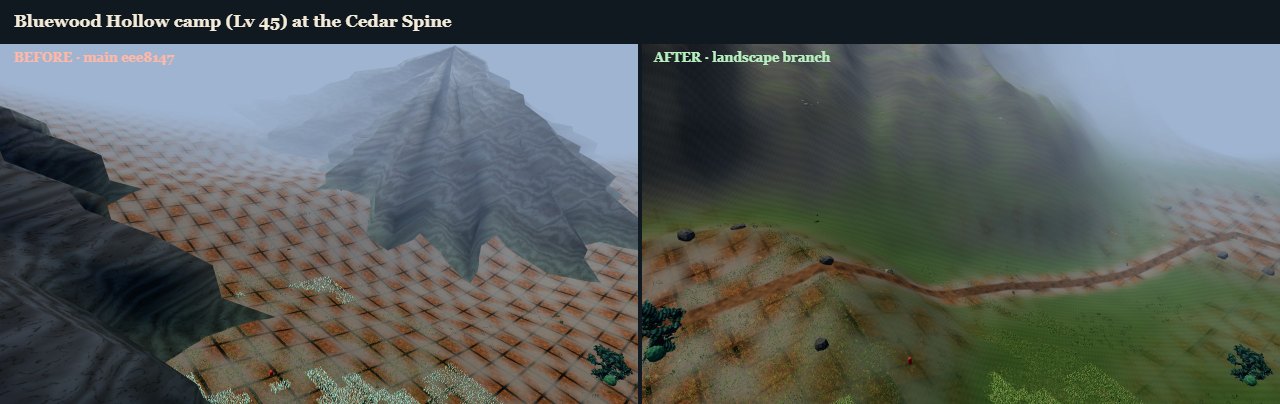 Bluewood Hollow camp (Lv 45) at the Cedar Spine
BEFORE · main eee8147
AFTER · landscape branch